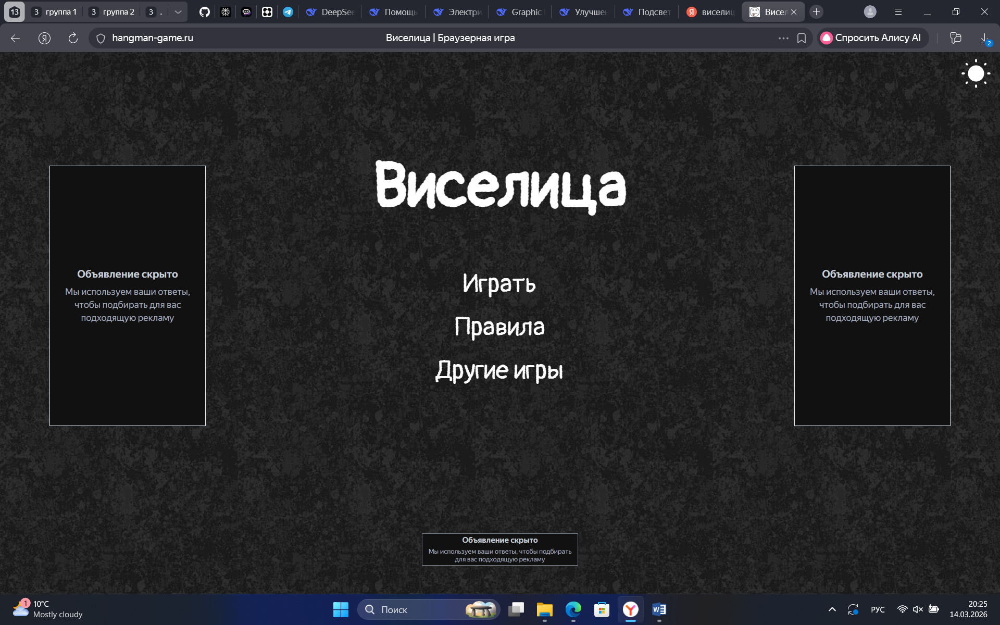 13
3 группа 1
3 группа 2
3 .
DeepSee
Помощь
Электри
Graphic
Улучшен
Подсвет
виселиц
Висел
hangman-game.ru
Виселица | Браузерная игра
Спросить Алису AI
2
Виселица
Играть
Правила
Другие игры
Объявление скрыто
Мы используем ваши ответы,
чтобы подбирать для вас
подходящую рекламу
Объявление скрыто
Мы используем ваши ответы,
чтобы подбирать для вас
подходящую рекламу
Объявление скрыто
Мы используем ваши ответы, чтобы подбирать
для вас подходящую рекламу
1
10°C
Mostly cloudy
Поиск
РУС
20:25
14.03.2026